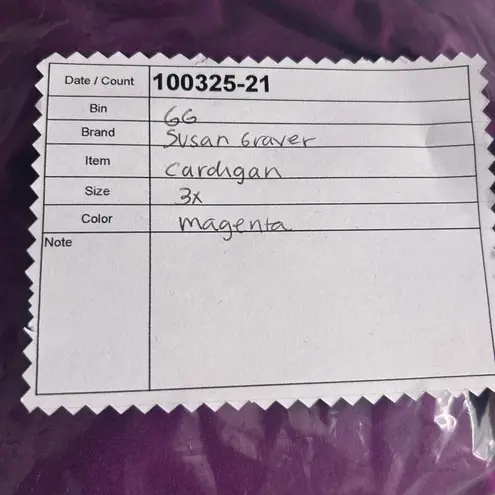 Date / Count 100325-21
Bin GG
Brand Susan Graver
Item Cardigan
Size 3x
Color magenta
Note